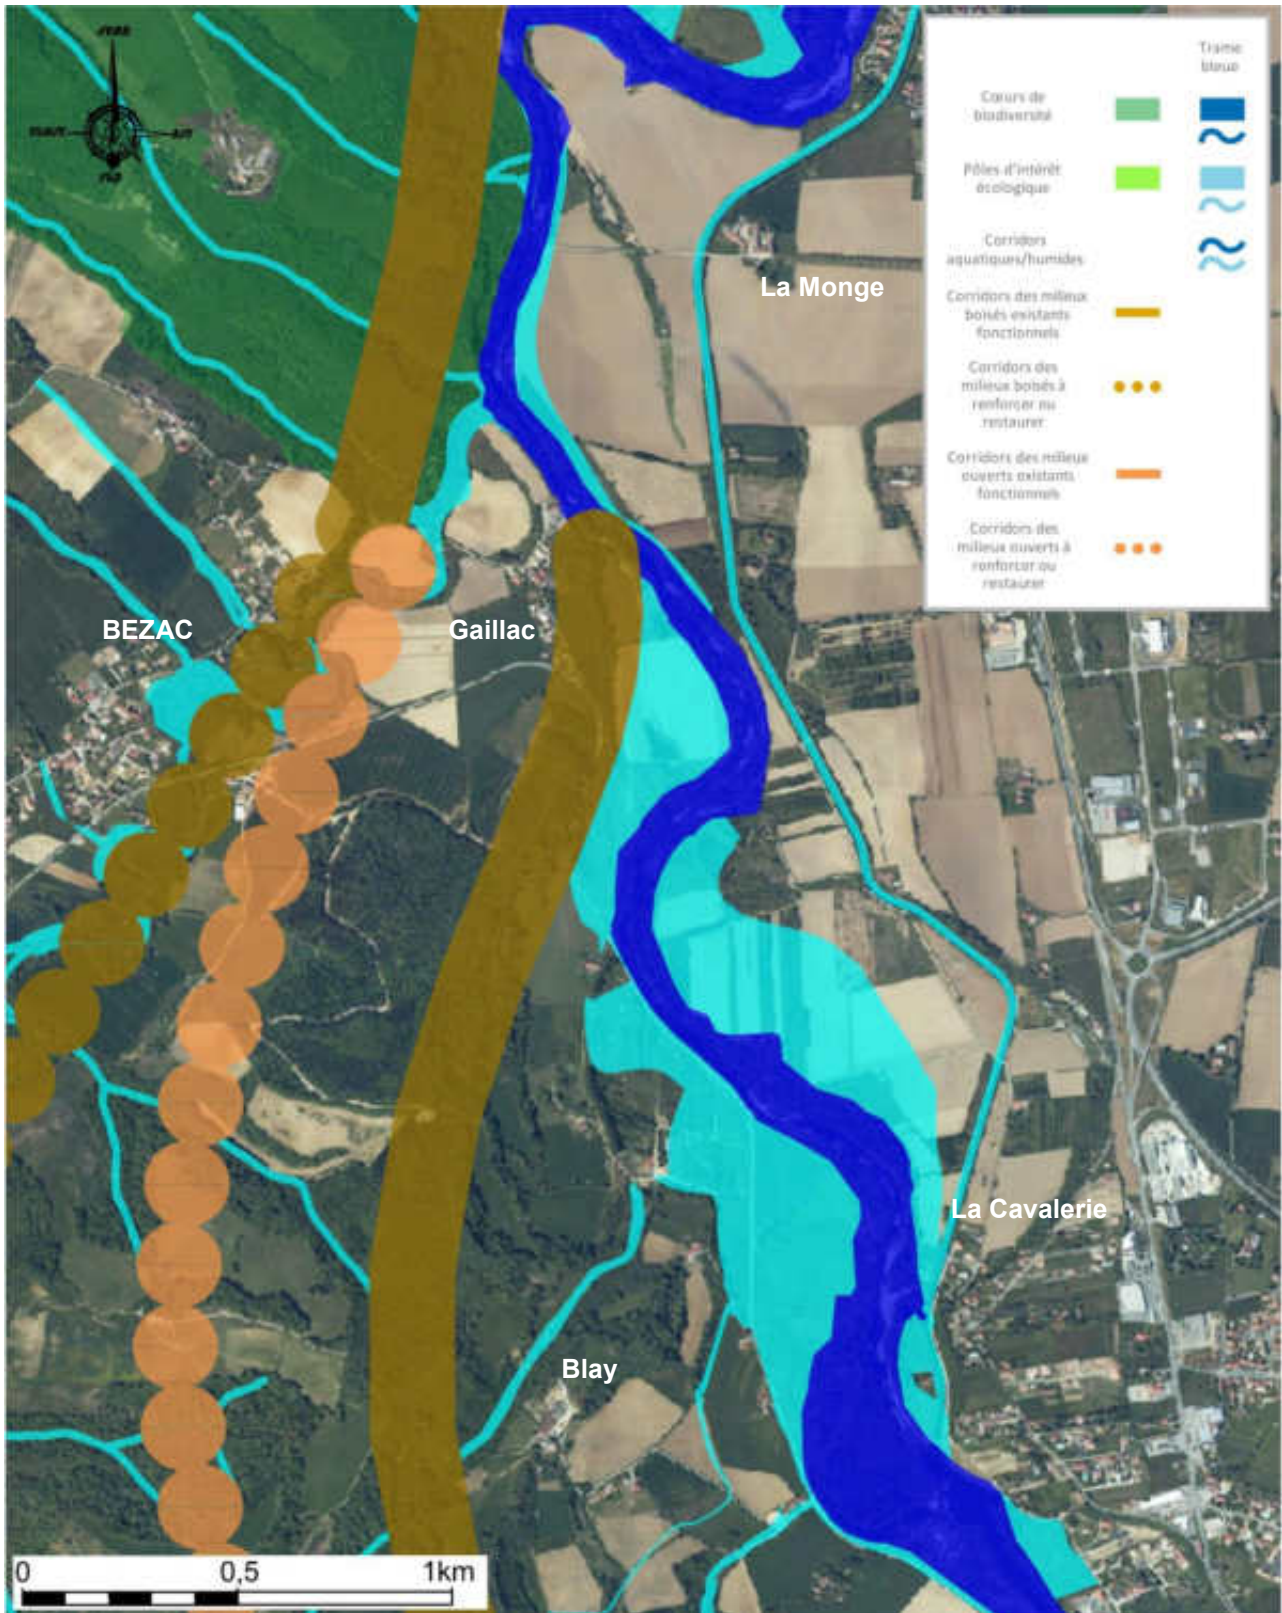 Trame
bleue
Cœurs de
biodiversité
Pôles d'intérêt
écologique
Corridors
aquatiques/humides
Corridors des milieux
boisés existants
fonctionnels
Corridors des
milieux boisés à
renforcer ou
restaurer
Corridors des milieux
ouverts existants
fonctionnels
Corridors des
milieux ouverts à
renforcer ou
restaurer
La Monge
BEZAC
Gaillac
La Cavalerie
Blay
0 0,5 1km